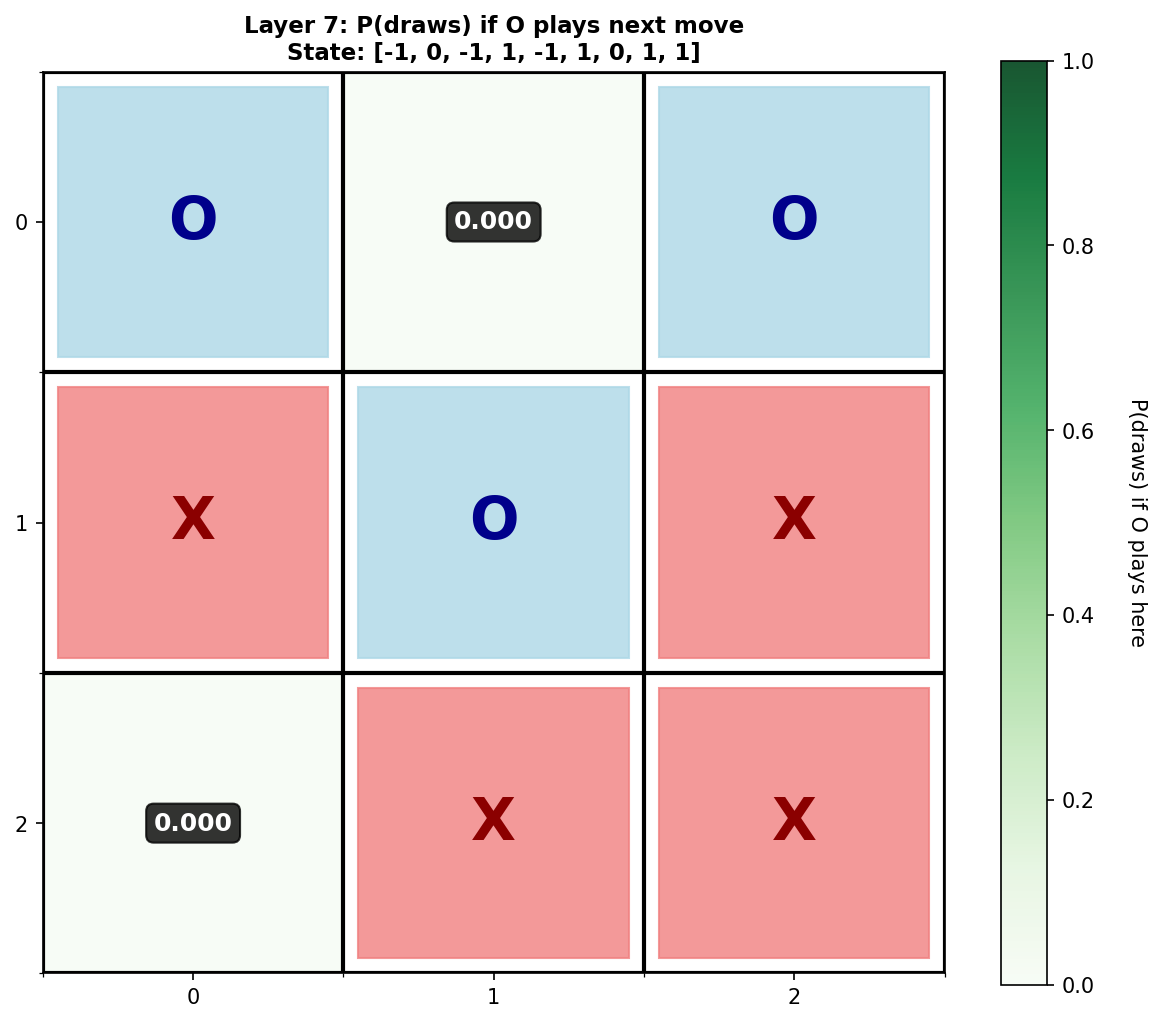 Layer 7: P(draws) if O plays next move
State: [-1, 0, -1, 1, -1, 1, 0, 1, 1]
1.0
0.8
0.6
0.4
0.2
0.0
P(draws) if O plays here
0
O
0.000
O
1
X
O
X
2
0.000
X
X
0
1
2